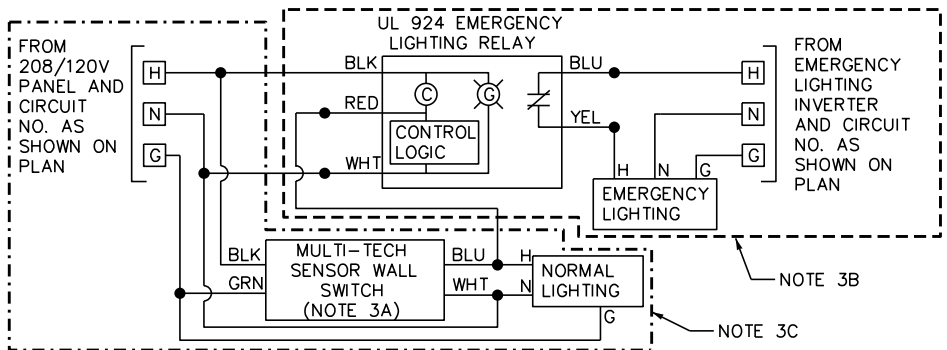 UL 924 EMERGENCY
LIGHTING RELAY
FROM
208/120V
PANEL AND
CIRCUIT
NO. AS
SHOWN ON
PLAN
H
N
G
BLK
RED
WHT
C
G
CONTROL
LOGIC
BLU
YEL
H
N
G
FROM
EMERGENCY
LIGHTING
INVERTER
AND CIRCUIT
NO. AS
SHOWN ON
PLAN
H
N
G
EMERGENCY
LIGHTING
BLK
GRN
MULTI-TECH
SENSOR WALL
SWITCH
(NOTE 3A)
BLU
WHT
H
N
NORMAL
LIGHTING
G
NOTE 3B
NOTE 3C